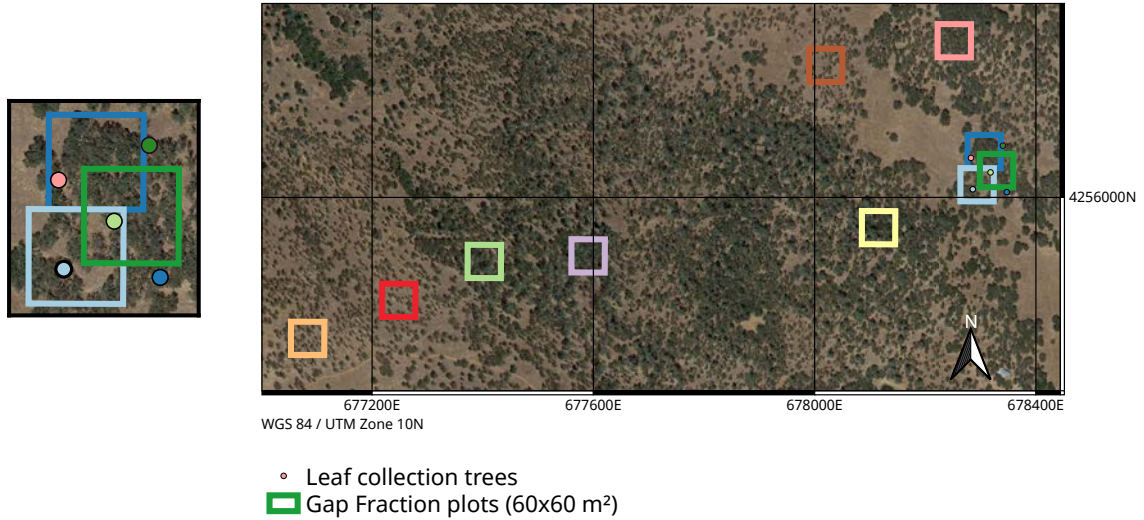 4256000N
N
677200E
677600E
678000E
678400E
WGS 84 / UTM Zone 10N
Leaf collection trees
Gap Fraction plots (60x60 m²)